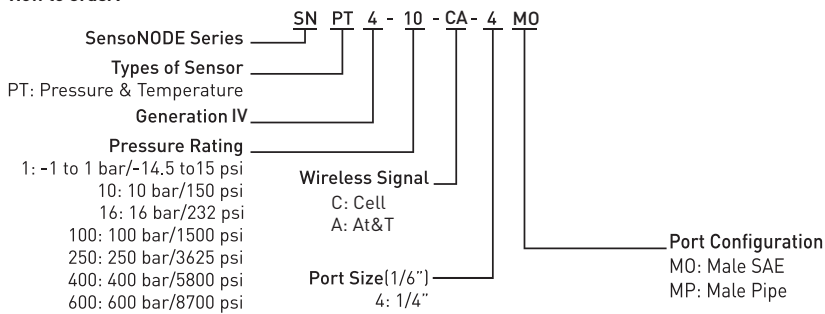 SN PT 4 - 10 - CA - 4 MO
SensoNODE Series
Types of Sensor
PT: Pressure & Temperature
Generation IV
Pressure Rating
1: -1 to 1 bar/-14.5 to15 psi
10: 10 bar/150 psi
16: 16 bar/232 psi
100: 100 bar/1500 psi
250: 250 bar/3625 psi
400: 400 bar/5800 psi
600: 600 bar/8700 psi
Wireless Signal
C: Cell
A: At&T
Port Size(1/6”)
4: 1/4”
Port Configuration
MO: Male SAE
MP: Male Pipe